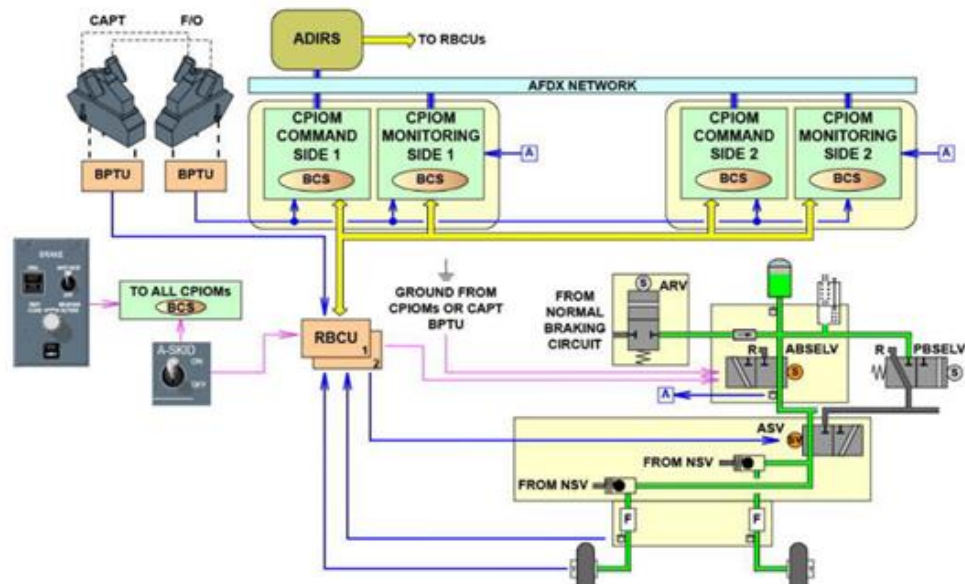 CAPT
F/O
ADIRS
TO RBCUs
AFDX NETWORK
BPTU
BPTU
CPIOM
COMMAND
SIDE 1
BCS
CPIOM
MONITORING
SIDE 1
BCS
A
CPIOM
COMMAND
SIDE 2
BCS
CPIOM
MONITORING
SIDE 2
BCS
A
BRAKE
TO ALL CPIOMs
BCS
A-SKID
ON
OFF
RBCU
1
2
GROUND FROM
CPIOMs OR CAPT
BPTU
FROM
NORMAL
BRAKING
CIRCUIT
S
ARV
R
ABSELV
S
R
PBSELV
S
A
ASV
SV
FROM NSV
FROM NSV
F
F